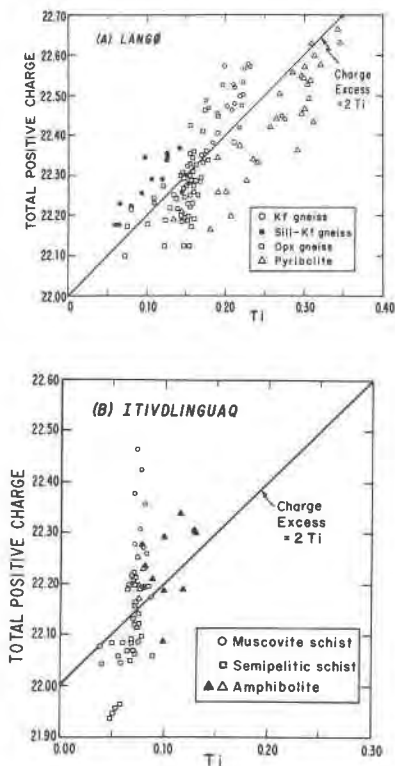 (A) LANGØ
TOTAL POSITIVE CHARGE
22.70
22.60
22.50
22.40
22.30
22.20
22.10
22.00
Charge
Excess
= 2 Ti
Kf gneiss
Sill-Kf gneiss
Opx gneiss
Pyribolite
0 0.10 0.20 0.30 0.40
Ti
(B) ITIVDLINGUAQ
TOTAL POSITIVE CHARGE
22.60
22.50
22.40
22.30
22.20
22.10
22.00
21.90
Charge
Excess
= 2 Ti
Muscovite schist
Semipelitic schist
Amphibolite
0.00 0.10 0.20 0.30
Ti